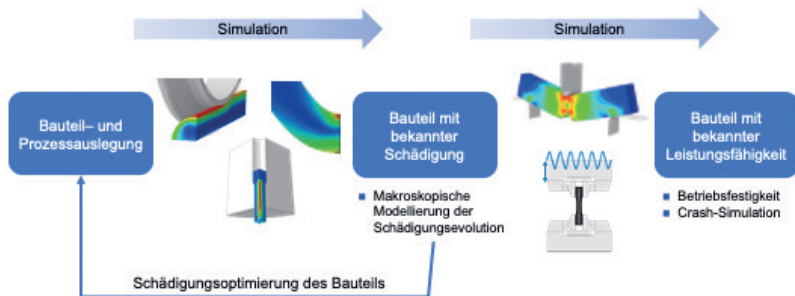 Simulation
Simulation
Bauteil– und
Prozessauslegung
Bauteil mit
bekannter
Schädigung
Bauteil mit
bekannter
Leistungsfähigkeit
Makroskopische
Modellierung der
Schädigungsevolution
Betriebsfestigkeit
Crash-Simulation
Schädigungsoptimierung des Bauteils